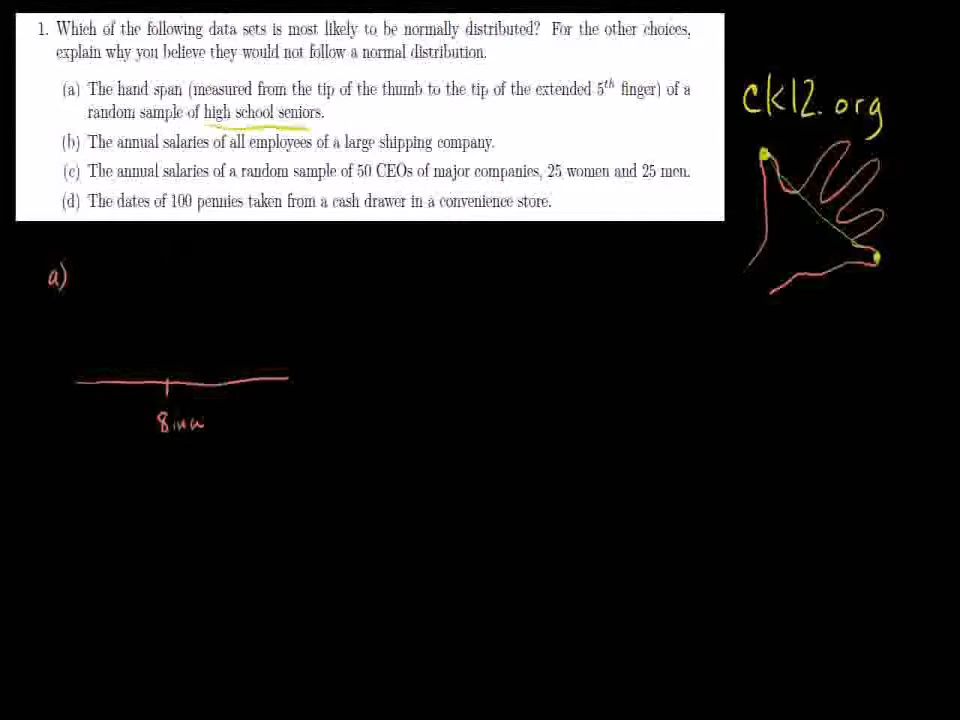 1. Which of the following data sets is most likely to be normally distributed? For the other choices,
explain why you believe they would not follow a normal distribution.
(a) The hand span (measured from the tip of the thumb to the tip of the extended 5th finger) of a
random sample of high school seniors.
(b) The annual salaries of all employees of a large shipping company.
(c) The annual salaries of a random sample of 50 CEOs of major companies, 25 women and 25 men.
(d) The dates of 100 pennies taken from a cash drawer in a convenience store.
ck12.org
a)
8